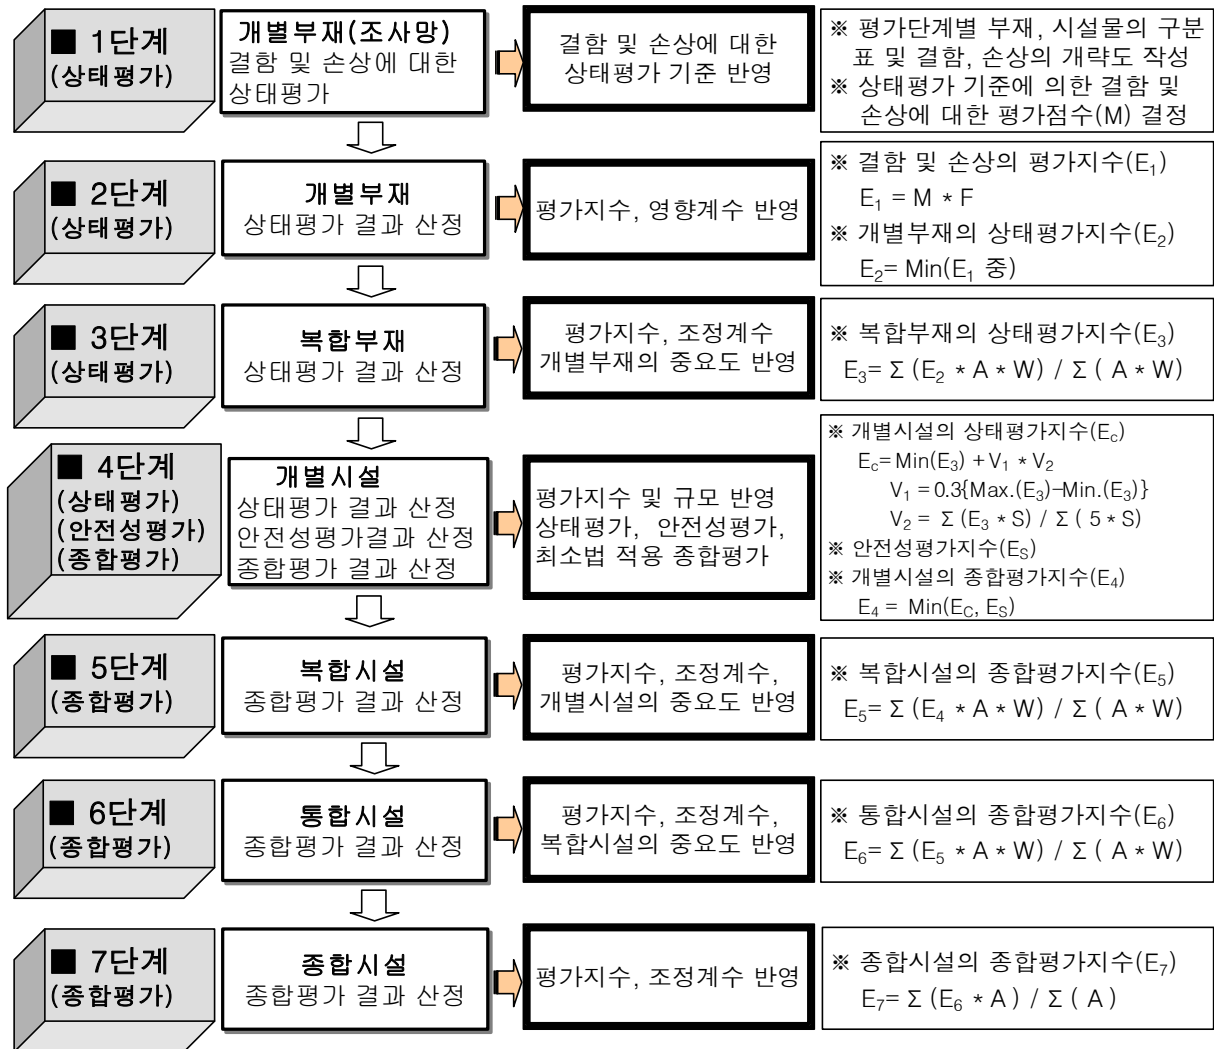 ■ 1단계
(상태평가)
개별부재(조사망)
결함 및 손상에 대한
상태평가
결함 및 손상에 대한
상태평가 기준 반영
※ 평가단계별 부재, 시설물의 구분
표 및 결함, 손상의 개략도 작성
※ 상태평가 기준에 의한 결함 및
손상에 대한 평가점수(M) 결정
■ 2단계
(상태평가)
개별부재
상태평가 결과 산정
평가지수, 영향계수 반영
※ 결함 및 손상의 평가지수(E₁)
E₁ = M * F
※ 개별부재의 상태평가지수(E₂)
E₂= Min(E₁ 중)
■ 3단계
(상태평가)
복합부재
상태평가 결과 산정
평가지수, 조정계수
개별부재의 중요도 반영
※ 복합부재의 상태평가지수(E₃)
E₃= Σ (E₂ * A * W) / Σ ( A * W)
■ 4단계
(상태평가)
(안전성평가)
(종합평가)
개별시설
상태평가 결과 산정
안전성평가결과 산정
종합평가 결과 산정
평가지수 및 규모 반영
상태평가, 안전성평가,
최소법 적용 종합평가
※ 개별시설의 상태평가지수(E_c)
E_c= Min(E₃) + V₁ * V₂
V₁ = 0.3{Max.(E₃)-Min.(E₃)}
V₂ = Σ (E₃ * S) / Σ ( 5 * S)
※ 안전성평가지수(E_S)
※ 개별시설의 종합평가지수(E₄)
E₄ = Min(E_C, E_S)
■ 5단계
(종합평가)
복합시설
종합평가 결과 산정
평가지수, 조정계수,
개별시설의 중요도 반영
※ 복합시설의 종합평가지수(E₅)
E₅= Σ (E₄ * A * W) / Σ ( A * W)
■ 6단계
(종합평가)
통합시설
종합평가 결과 산정
평가지수, 조정계수,
복합시설의 중요도 반영
※ 통합시설의 종합평가지수(E₆)
E₆= Σ (E₅ * A * W) / Σ ( A * W)
■ 7단계
(종합평가)
종합시설
종합평가 결과 산정
평가지수, 조정계수 반영
※ 종합시설의 종합평가지수(E₇)
E₇= Σ (E₆ * A ) / Σ ( A )